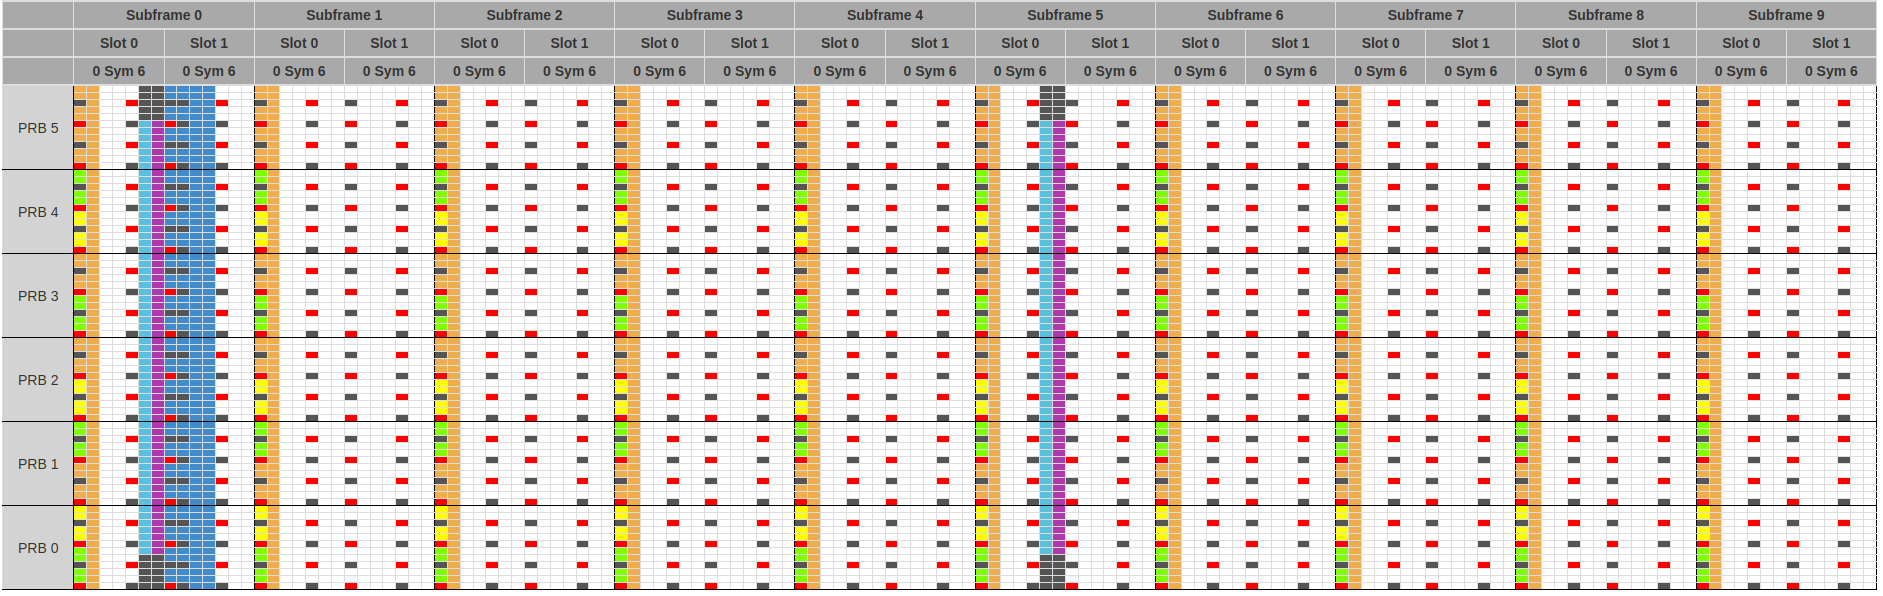 Subframe 0 Subframe 1 Subframe 2 Subframe 3 Subframe 4 Subframe 5 Subframe 6 Subframe 7 Subframe 8 Subframe 9
Slot 0 Slot 1 Slot 0 Slot 1 Slot 0 Slot 1 Slot 0 Slot 1 Slot 0 Slot 1 Slot 0 Slot 1 Slot 0 Slot 1 Slot 0 Slot 1 Slot 0 Slot 1 Slot 0 Slot 1
0 Sym 6 0 Sym 6 0 Sym 6 0 Sym 6 0 Sym 6 0 Sym 6 0 Sym 6 0 Sym 6 0 Sym 6 0 Sym 6 0 Sym 6 0 Sym 6 0 Sym 6 0 Sym 6 0 Sym 6 0 Sym 6 0 Sym 6 0 Sym 6 0 Sym 6 0 Sym 6
PRB 5
PRB 4
PRB 3
PRB 2
PRB 1
PRB 0